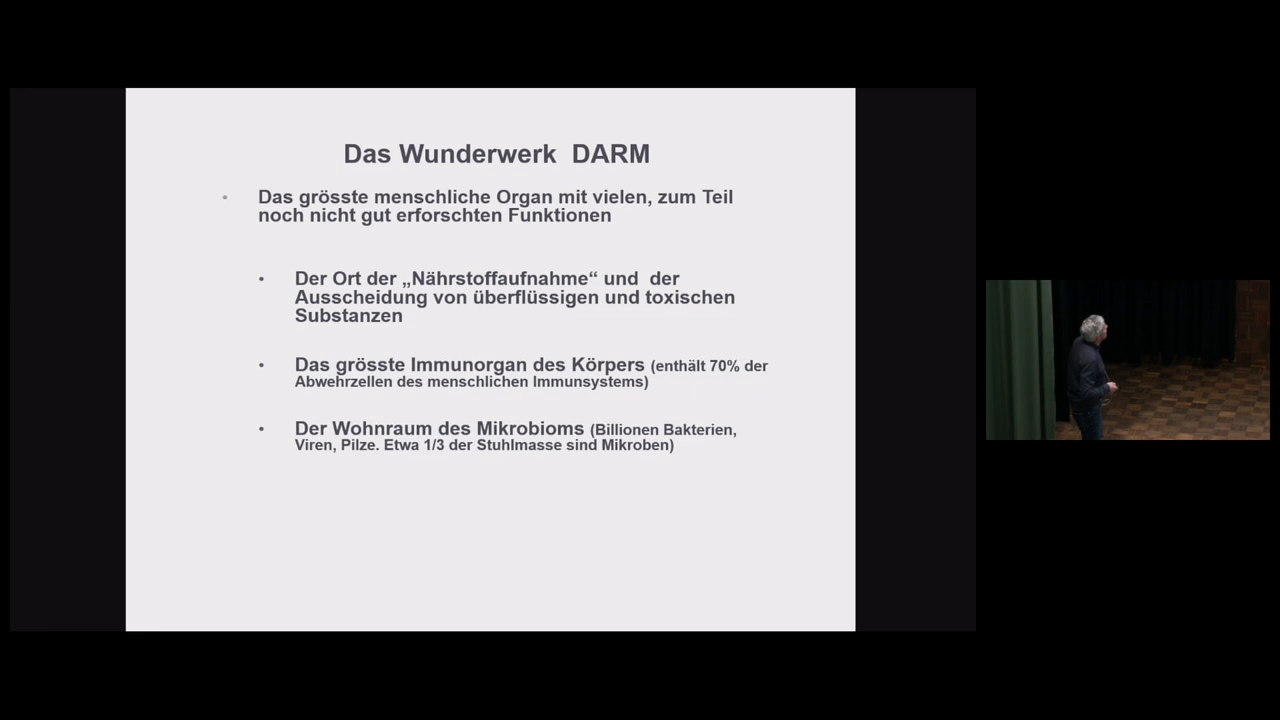 Das Wunderwerk  DARM
• Das grösste menschliche Organ mit vielen, zum Teil
noch nicht gut erforschten Funktionen
• Der Ort der „Nährstoffaufnahme“ und  der
Ausscheidung von überflüssigen und toxischen
Substanzen
• Das grösste Immunorgan des Körpers (enthält 70% der
Abwehrzellen des menschlichen Immunsystems)
• Der Wohnraum des Mikrobioms (Billionen Bakterien,
Viren, Pilze. Etwa 1/3 der Stuhlmasse sind Mikroben)